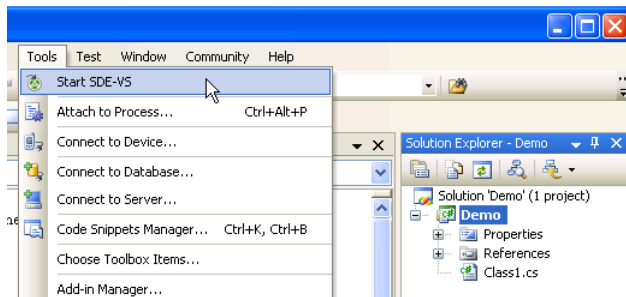 Tools Test Window Community Help
Start SDE-VS
Attach to Process... Ctrl+Alt+P
Connect to Device...
Connect to Database...
Connect to Server...
Code Snippets Manager... Ctrl+K, Ctrl+B
Choose Toolbox Items...
Add-in Manager...
Solution Explorer - Demo
Solution 'Demo' (1 project)
Demo
Properties
References
Class1.cs